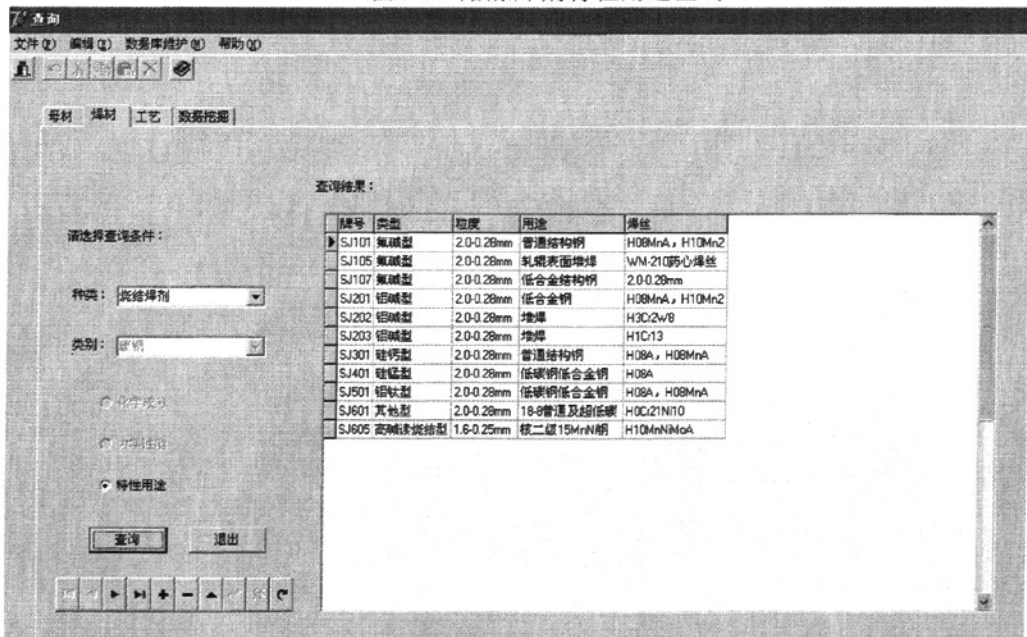 查询
文件(F) 编辑(E) 数据库维护(M) 帮助(X)
母材 焊材 工艺 数据挖掘
查询结果：
请选择查询条件：
种类： 烧结焊剂
类别： 碳钢
化学成分
力学性能
特性用途
查询 退出
牌号 类型 粒度 用途 焊丝
SJ101 氟碱型 2.0-0.28mm 普通结构钢 H08MnA，H10Mn2
SJ105 氟碱型 2.0-0.28mm 轧辊表面堆焊 WM-210药心焊丝
SJ107 氟碱型 2.0-0.28mm 低合金结构钢 2.0-0.28mm
SJ201 铝碱型 2.0-0.28mm 低合金钢 H08MnA，H10Mn2
SJ202 铝碱型 2.0-0.28mm 堆焊 H3Cr2W8
SJ203 铝碱型 2.0-0.28mm 堆焊 H1Cr13
SJ301 硅钙型 2.0-0.28mm 普通结构钢 H08A，H08MnA
SJ401 硅锰型 2.0-0.28mm 低碳钢低合金钢 H08A
SJ501 铝钛型 2.0-0.28mm 低碳钢低合金钢 H08A，H08MnA
SJ601 其他型 2.0-0.28mm 18-8普通及超低碳 H0Cr21Ni10
SJ605 高碱读烧结型 1.6-0.25mm 核二级15MnNi钢 H10MnNiMoA